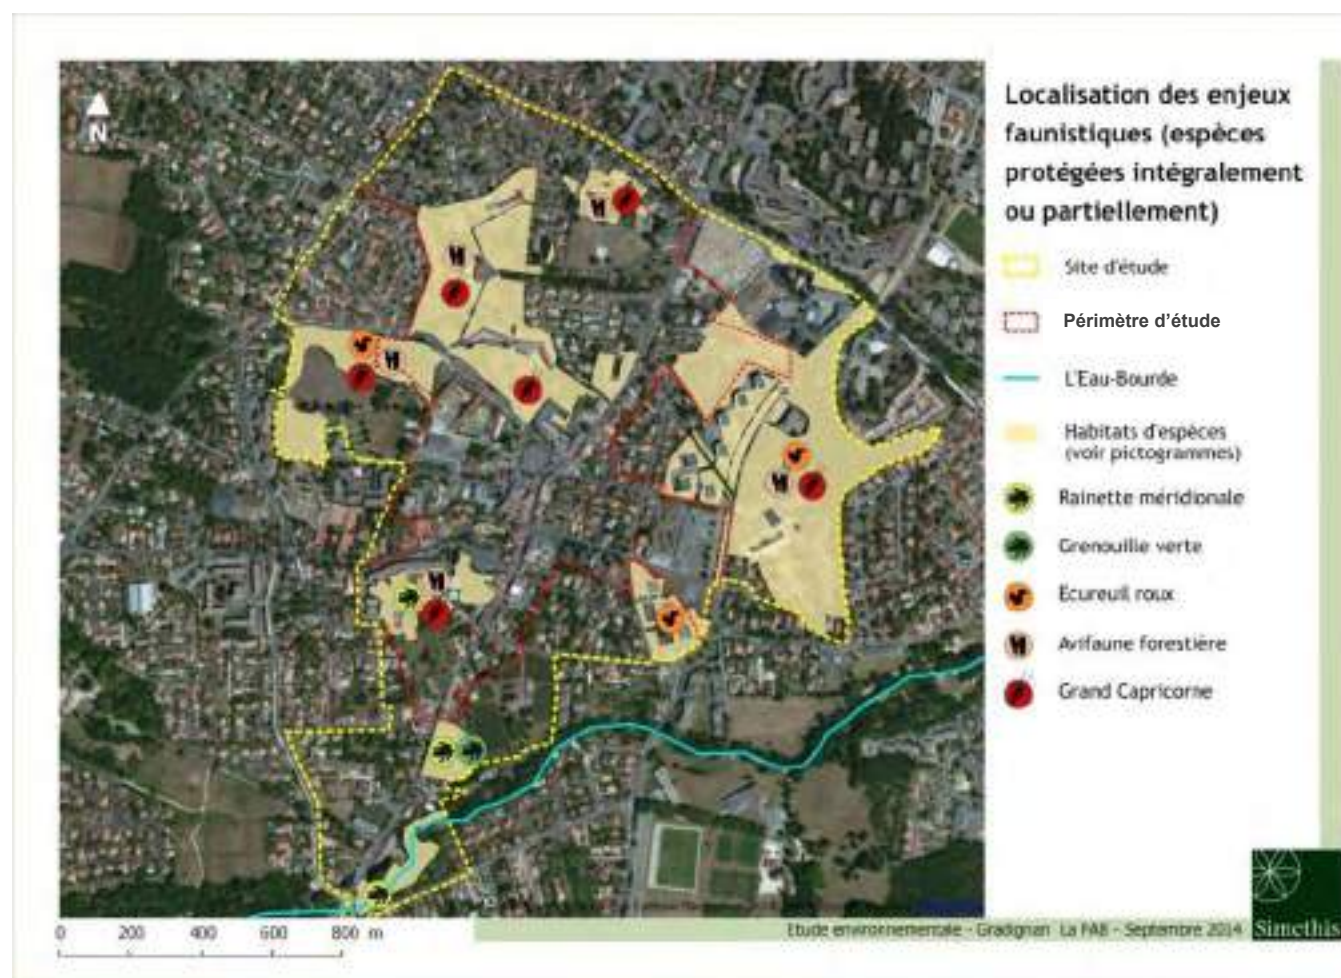 N
Localisation des enjeux
faunistiques (espèces
protégées intégralement
ou partiellement)
Site d'étude
Périmètre d'étude
L'Eau-Bourde
Habitats d'espèces
(voir pictogrammes)
Rainette méridionale
Grenouille verte
Ecureuil roux
Avifaune forestière
Grand Capricorne
0 200 400 600 800 m
Etude environnementale - Gradignan La FAB - Septembre 2014
Simethis